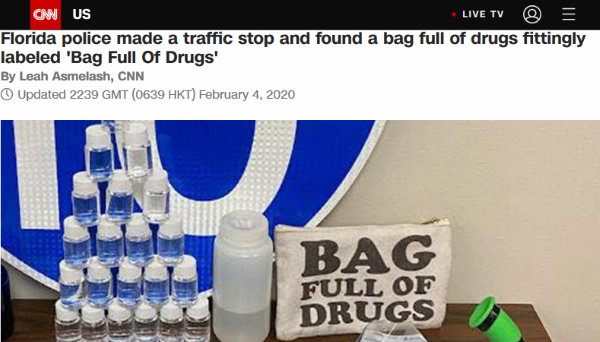 CNN US LIVE TV
Florida police made a traffic stop and found a bag full of drugs fittingly
labeled 'Bag Full Of Drugs'
By Leah Asmelash, CNN
Updated 2239 GMT (0639 HKT) February 4, 2020
10
BAG
FULL OF
DRUGS